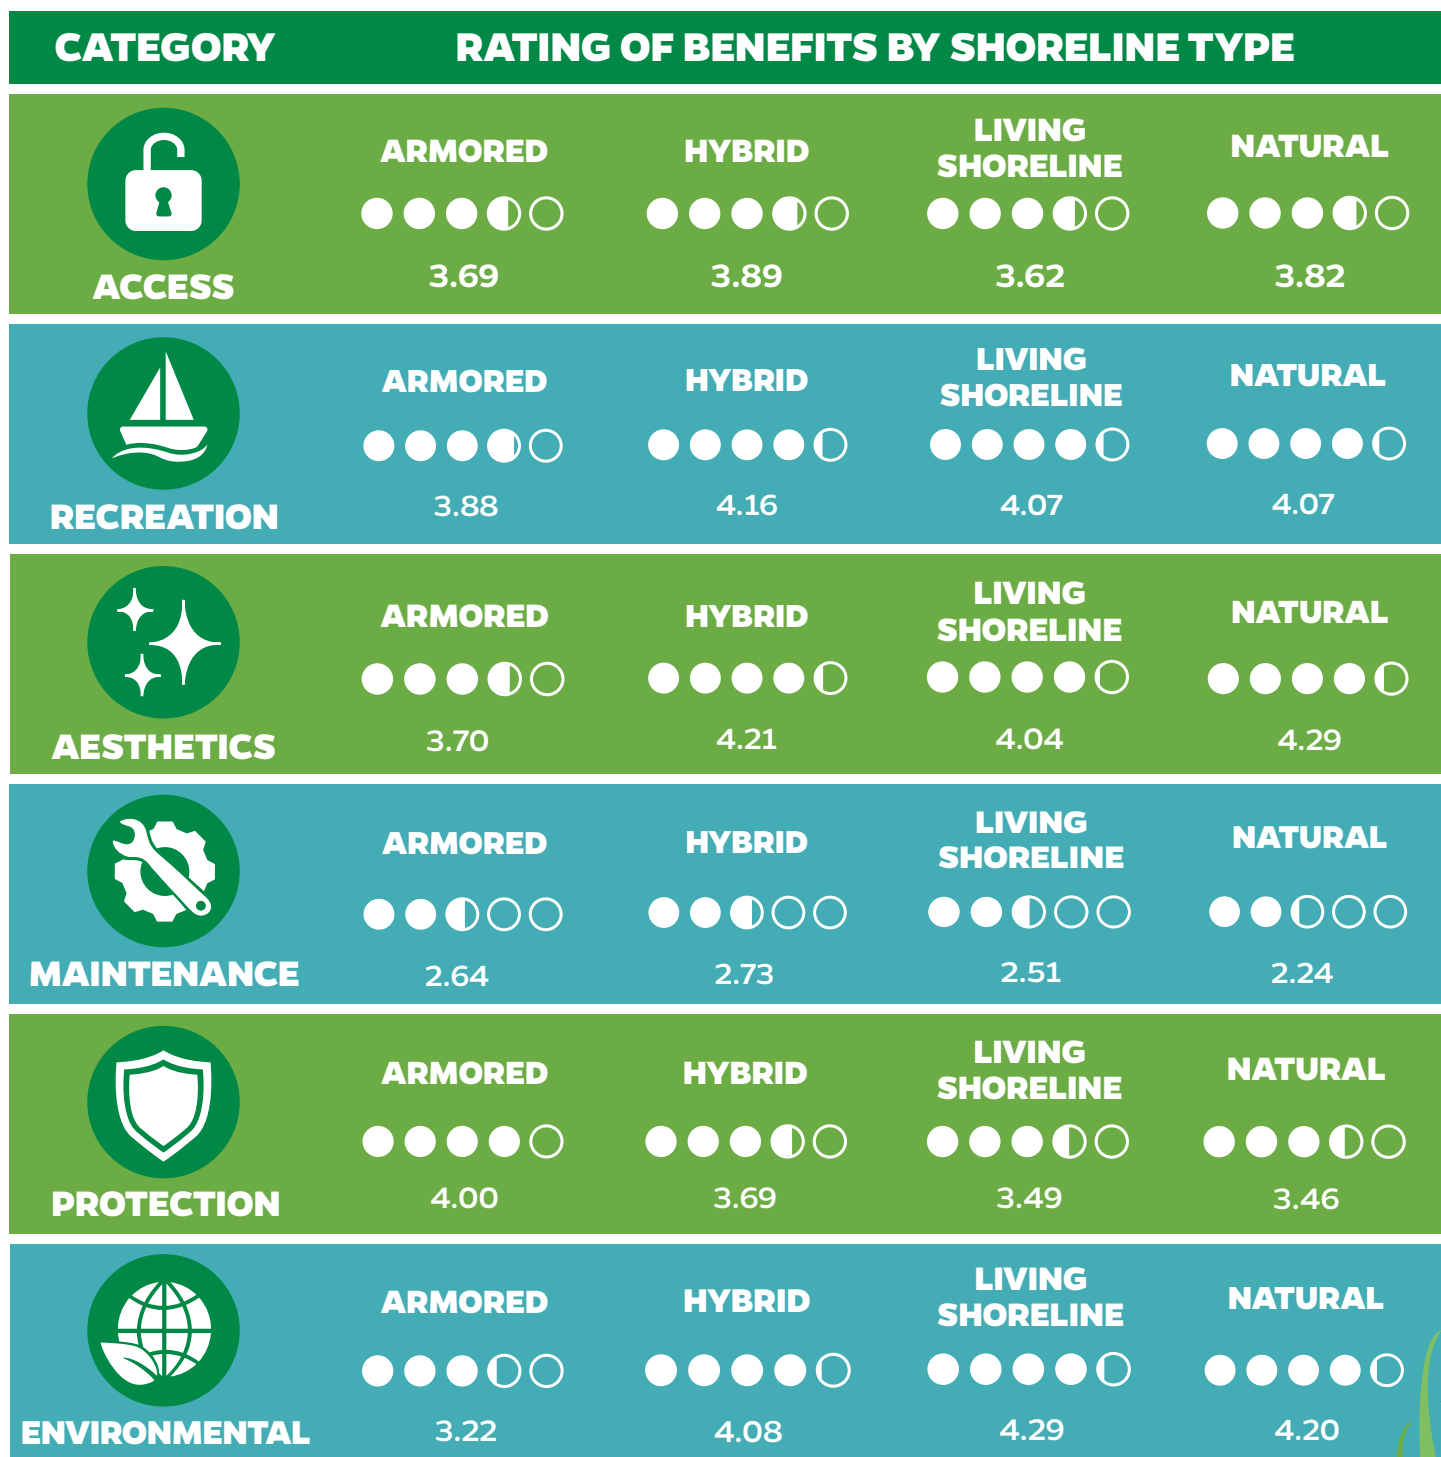 CATEGORY
RATING OF BENEFITS BY SHORELINE TYPE
ACCESS
ARMORED
3.69
HYBRID
3.89
LIVING
SHORELINE
3.62
NATURAL
3.82
RECREATION
ARMORED
3.88
HYBRID
4.16
LIVING
SHORELINE
4.07
NATURAL
4.07
AESTHETICS
ARMORED
3.70
HYBRID
4.21
LIVING
SHORELINE
4.04
NATURAL
4.29
MAINTENANCE
ARMORED
2.64
HYBRID
2.73
LIVING
SHORELINE
2.51
NATURAL
2.24
PROTECTION
ARMORED
4.00
HYBRID
3.69
LIVING
SHORELINE
3.49
NATURAL
3.46
ENVIRONMENTAL
ARMORED
3.22
HYBRID
4.08
LIVING
SHORELINE
4.29
NATURAL
4.20